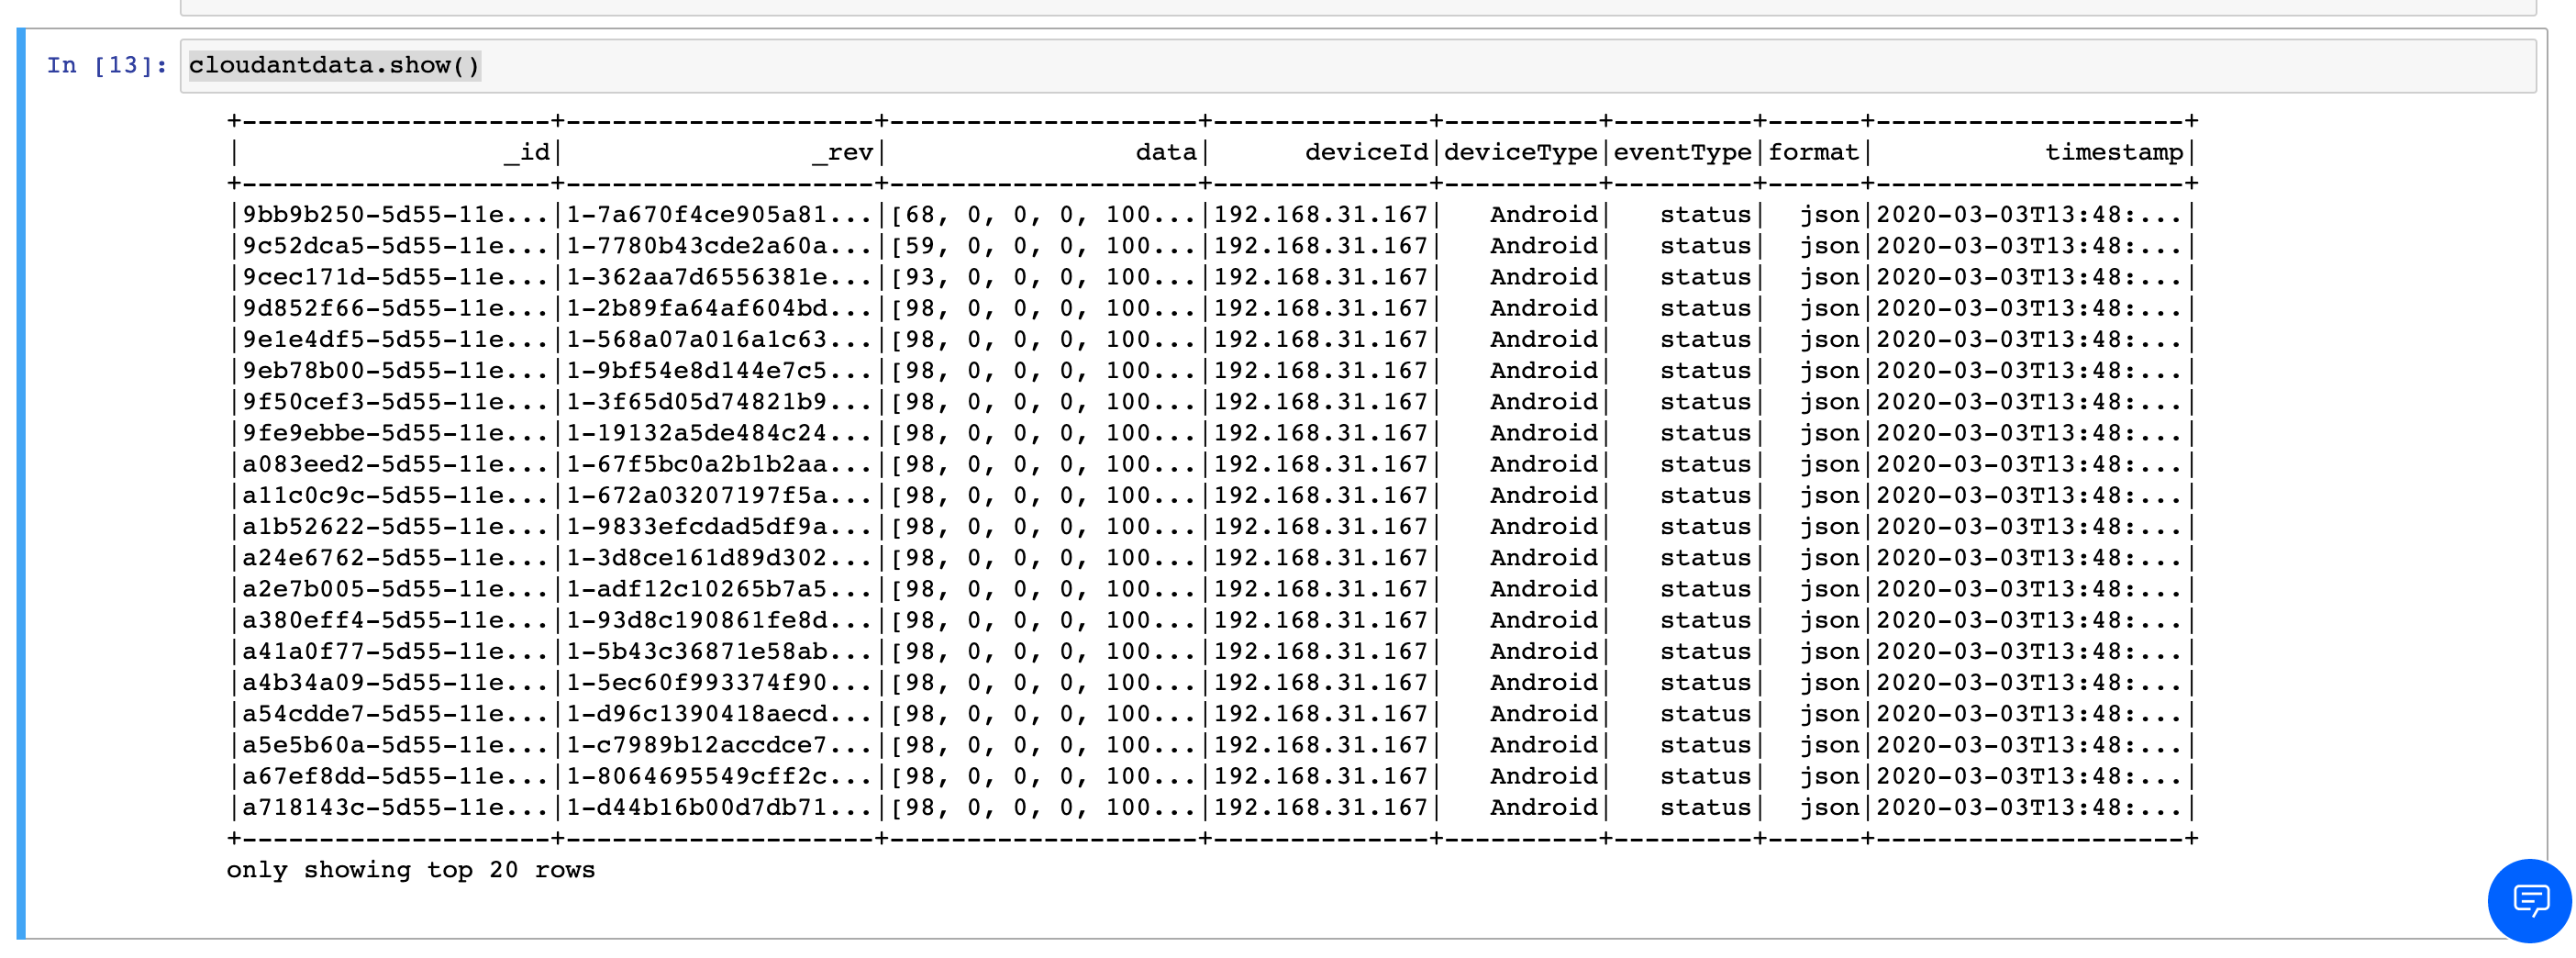 In [13]: cloudantdata.show()
+--------------------+--------------------+--------------------+--------------+----------+---------+------+--------------------+
|                 _id|                _rev|                data|      deviceId|deviceType|eventType|format|           timestamp|
+--------------------+--------------------+--------------------+--------------+----------+---------+------+--------------------+
|9bb9b250-5d55-11e...|1-7a670f4ce905a81...|[68, 0, 0, 0, 100...|192.168.31.167|   Android|   status|  json|2020-03-03T13:48:...|
|9c52dca5-5d55-11e...|1-7780b43cde2a60a...|[59, 0, 0, 0, 100...|192.168.31.167|   Android|   status|  json|2020-03-03T13:48:...|
|9cec171d-5d55-11e...|1-362aa7d6556381e...|[93, 0, 0, 0, 100...|192.168.31.167|   Android|   status|  json|2020-03-03T13:48:...|
|9d852f66-5d55-11e...|1-2b89fa64af604bd...|[98, 0, 0, 0, 100...|192.168.31.167|   Android|   status|  json|2020-03-03T13:48:...|
|9e1e4df5-5d55-11e...|1-568a07a016a1c63...|[98, 0, 0, 0, 100...|192.168.31.167|   Android|   status|  json|2020-03-03T13:48:...|
|9eb78b00-5d55-11e...|1-9bf54e8d144e7c5...|[98, 0, 0, 0, 100...|192.168.31.167|   Android|   status|  json|2020-03-03T13:48:...|
|9f50cef3-5d55-11e...|1-3f65d05d74821b9...|[98, 0, 0, 0, 100...|192.168.31.167|   Android|   status|  json|2020-03-03T13:48:...|
|9fe9ebbe-5d55-11e...|1-19132a5de484c24...|[98, 0, 0, 0, 100...|192.168.31.167|   Android|   status|  json|2020-03-03T13:48:...|
|a083eed2-5d55-11e...|1-67f5bc0a2b1b2aa...|[98, 0, 0, 0, 100...|192.168.31.167|   Android|   status|  json|2020-03-03T13:48:...|
|a11c0c9c-5d55-11e...|1-672a03207197f5a...|[98, 0, 0, 0, 100...|192.168.31.167|   Android|   status|  json|2020-03-03T13:48:...|
|a1b52622-5d55-11e...|1-9833efcdad5df9a...|[98, 0, 0, 0, 100...|192.168.31.167|   Android|   status|  json|2020-03-03T13:48:...|
|a24e6762-5d55-11e...|1-3d8ce161d89d302...|[98, 0, 0, 0, 100...|192.168.31.167|   Android|   status|  json|2020-03-03T13:48:...|
|a2e7b005-5d55-11e...|1-adf12c10265b7a5...|[98, 0, 0, 0, 100...|192.168.31.167|   Android|   status|  json|2020-03-03T13:48:...|
|a380eff4-5d55-11e...|1-93d8c190861fe8d...|[98, 0, 0, 0, 100...|192.168.31.167|   Android|   status|  json|2020-03-03T13:48:...|
|a41a0f77-5d55-11e...|1-5b43c36871e58ab...|[98, 0, 0, 0, 100...|192.168.31.167|   Android|   status|  json|2020-03-03T13:48:...|
|a4b34a09-5d55-11e...|1-5ec60f993374f90...|[98, 0, 0, 0, 100...|192.168.31.167|   Android|   status|  json|2020-03-03T13:48:...|
|a54cdde7-5d55-11e...|1-d96c1390418aecd...|[98, 0, 0, 0, 100...|192.168.31.167|   Android|   status|  json|2020-03-03T13:48:...|
|a5e5b60a-5d55-11e...|1-c7989b12accdce7...|[98, 0, 0, 0, 100...|192.168.31.167|   Android|   status|  json|2020-03-03T13:48:...|
|a67ef8dd-5d55-11e...|1-8064695549cff2c...|[98, 0, 0, 0, 100...|192.168.31.167|   Android|   status|  json|2020-03-03T13:48:...|
|a718143c-5d55-11e...|1-d44b16b00d7db71...|[98, 0, 0, 0, 100...|192.168.31.167|   Android|   status|  json|2020-03-03T13:48:...|
+--------------------+--------------------+--------------------+--------------+----------+---------+------+--------------------+
only showing top 20 rows